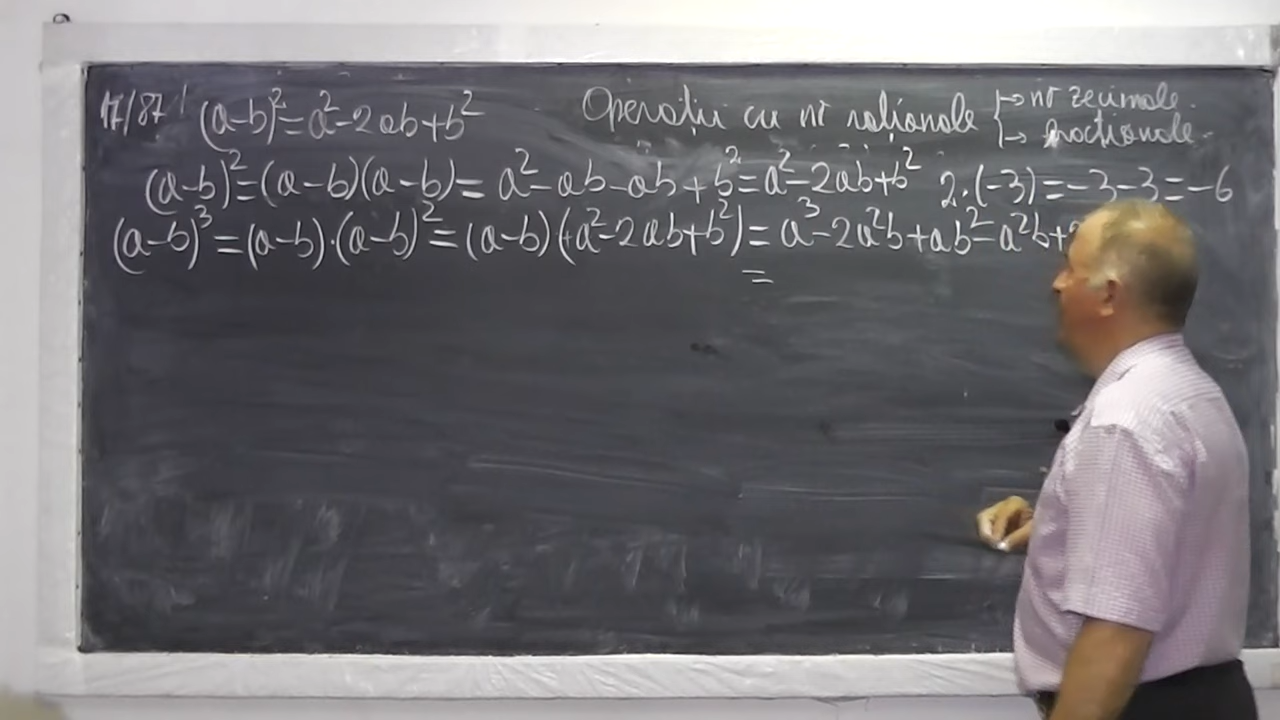 17/87 (a-b)²=a²-2ab+b²
Operații cu nr raționale → nr zecimale
→ fracționale
(a-b)²=(a-b)(a-b)=a²-ab-ab+b²=a²-2ab+b² 2·(-3)=-3-3=-6
(a-b)³=(a-b)·(a-b)²=(a-b)(+a²-2ab+b²)=a³-2a²b+ab²-a²b+
=